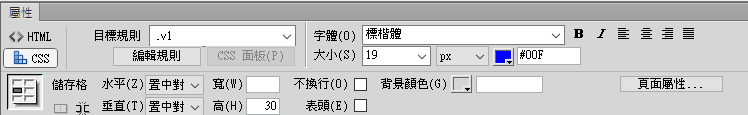 屬性
<> HTML 目標規則 .v1 字體(O) 標楷體 B I
CSS 編輯規則 CSS 面板(P) 大小(S) 19 px #00F
儲存格 水平(Z) 置中對 寬(W) 不換行(O) 背景顏色(G) 頁面屬性...
垂直(T) 置中對 高(H) 30 表頭(E)